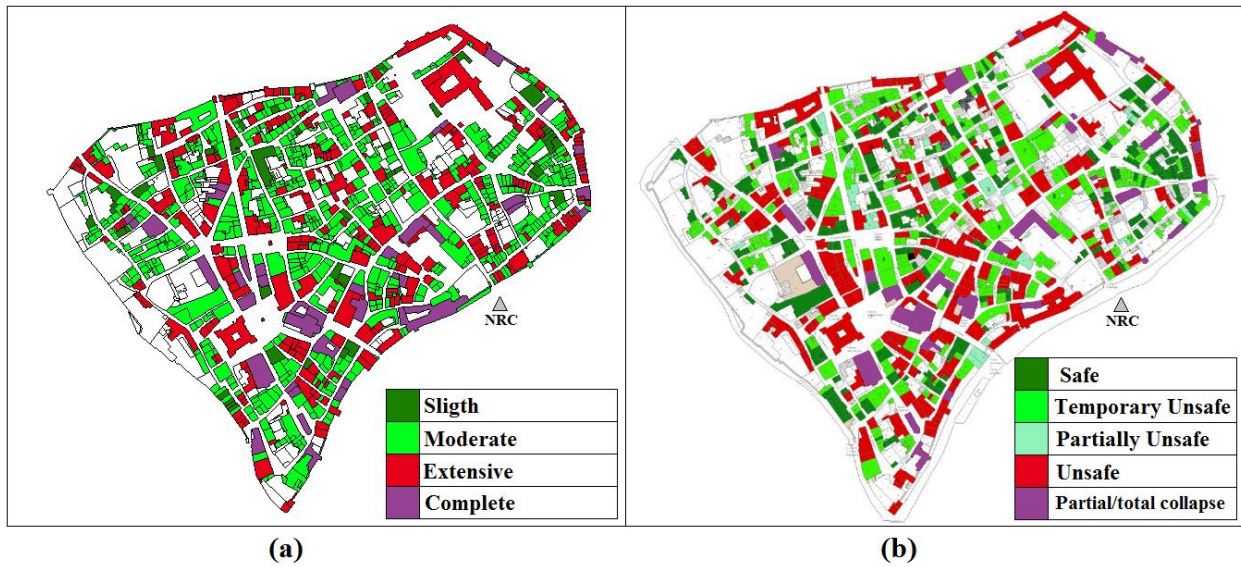 NRC
Sligth
Moderate
Extensive
Complete
(a)
NRC
Safe
Temporary Unsafe
Partially Unsafe
Unsafe
Partial/total collapse
(b)